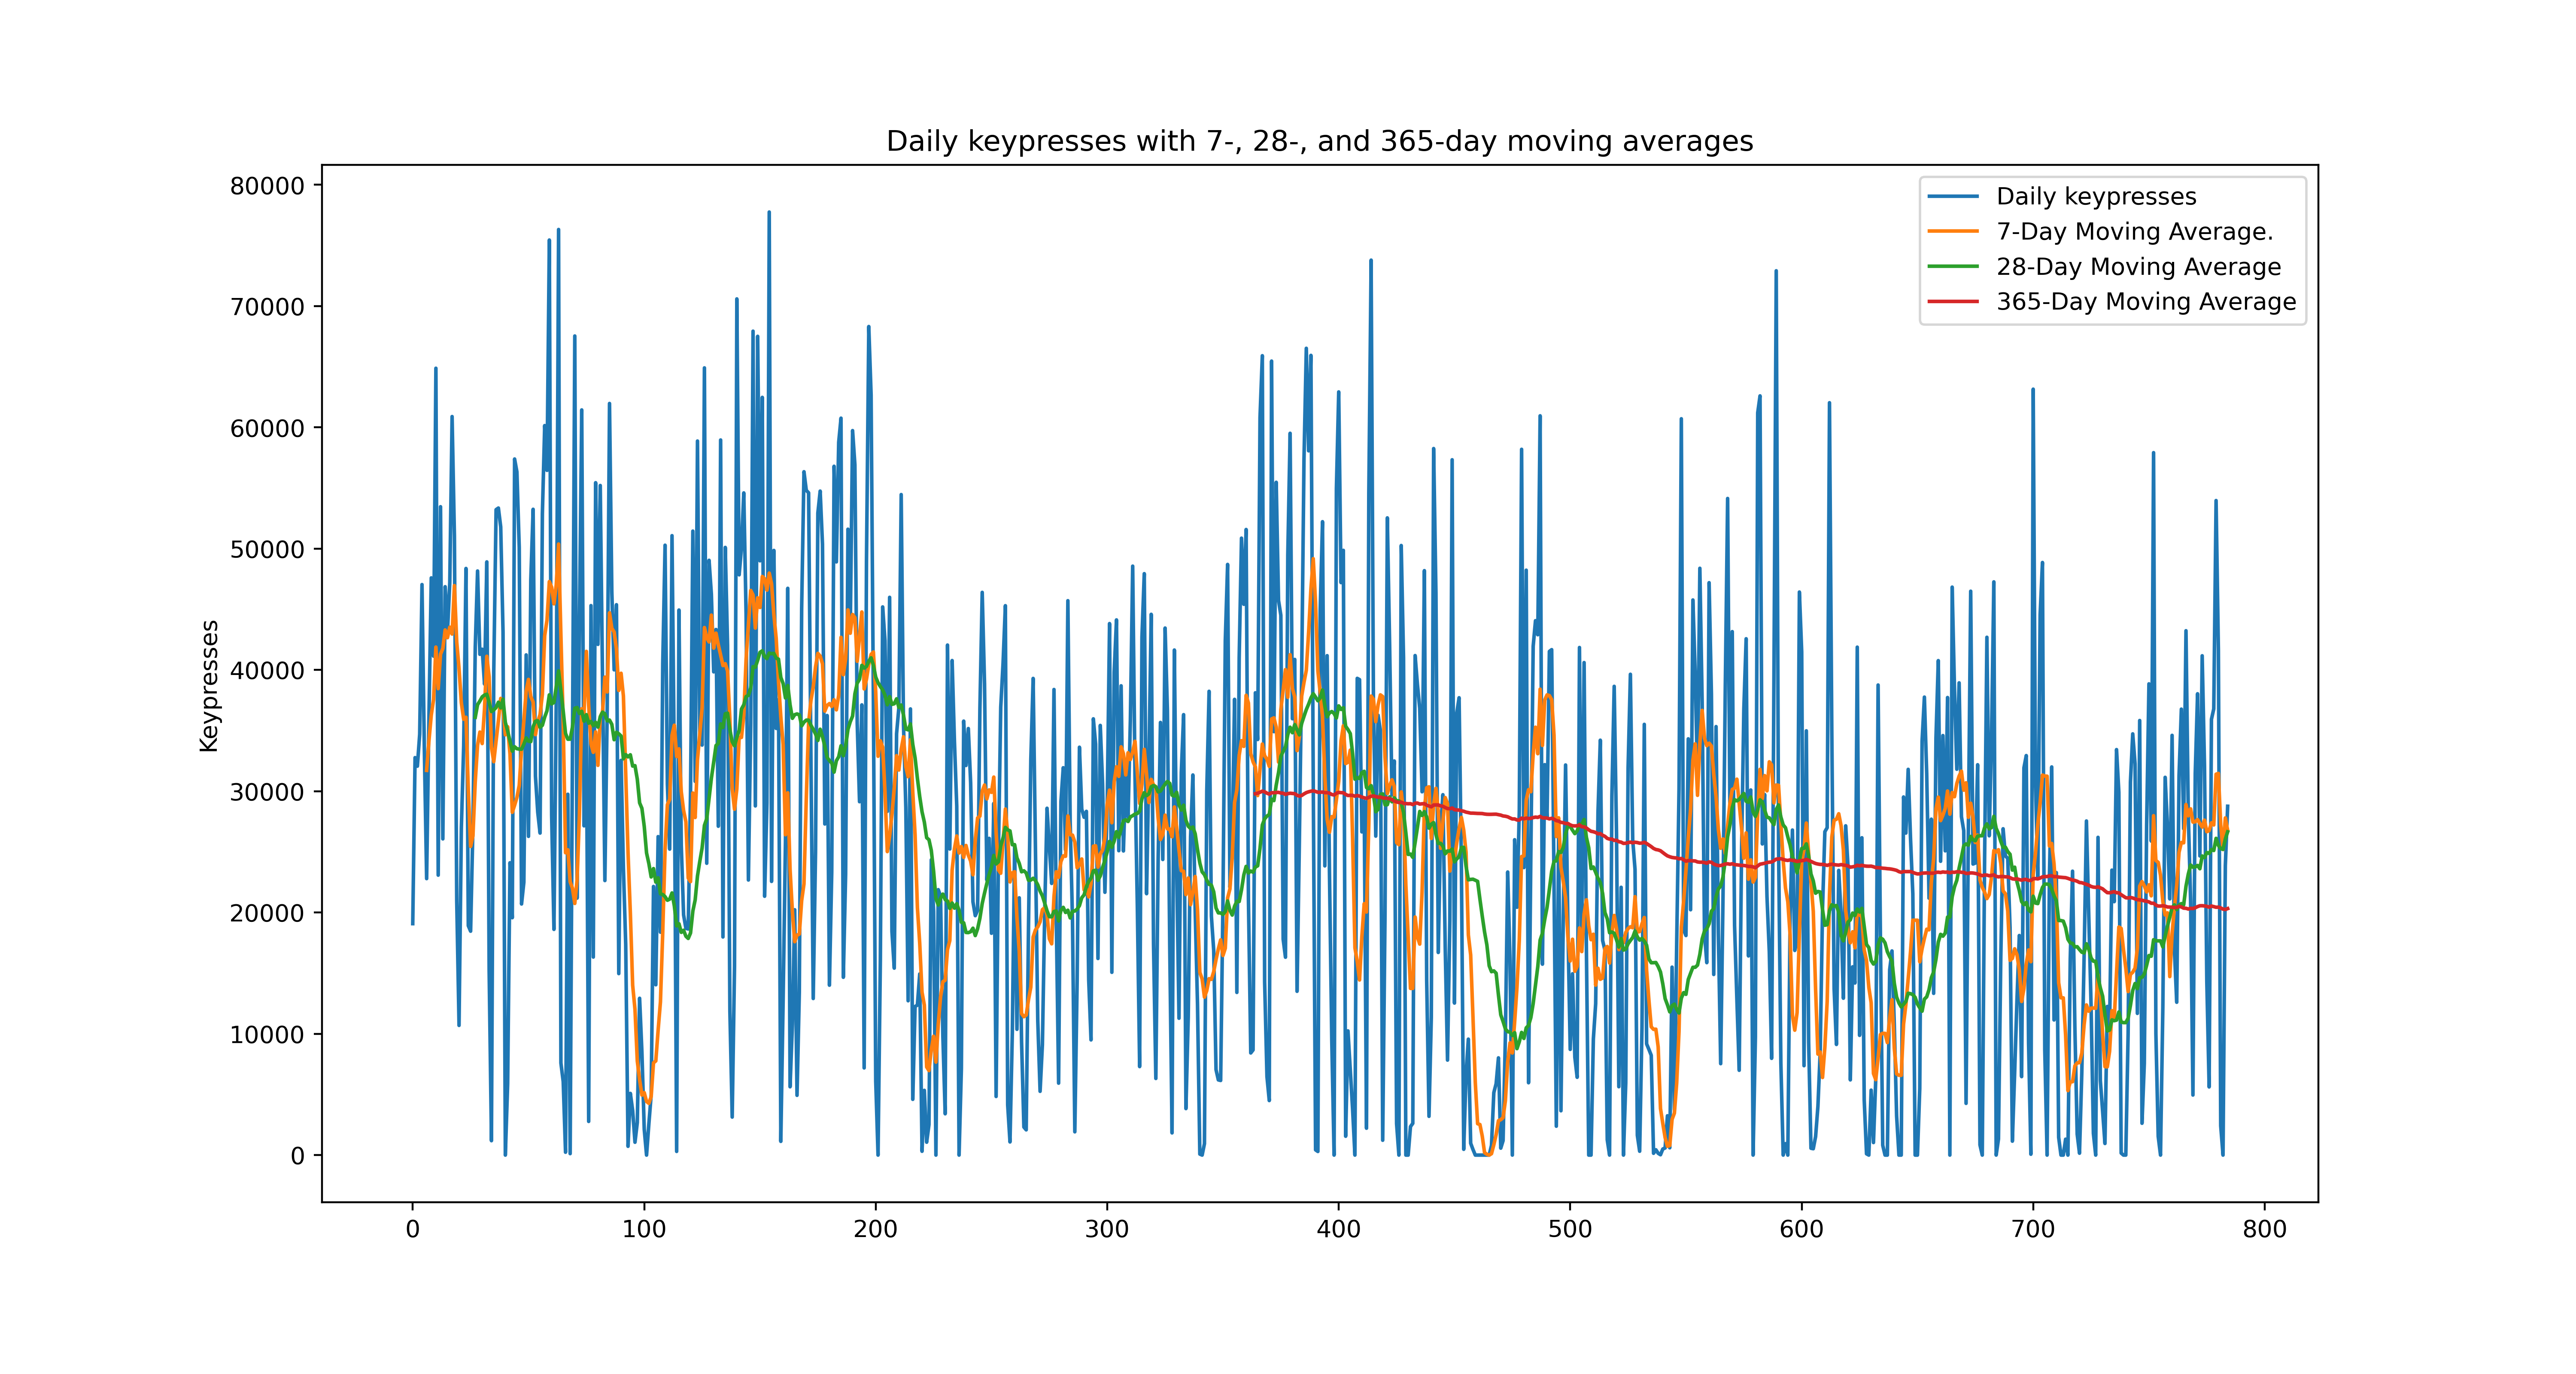 Daily keypresses with 7-, 28-, and 365-day moving averages
Daily keypresses
7-Day Moving Average.
28-Day Moving Average
365-Day Moving Average
Keypresses
80000
70000
60000
50000
40000
30000
20000
10000
0
0 100 200 300 400 500 600 700 800